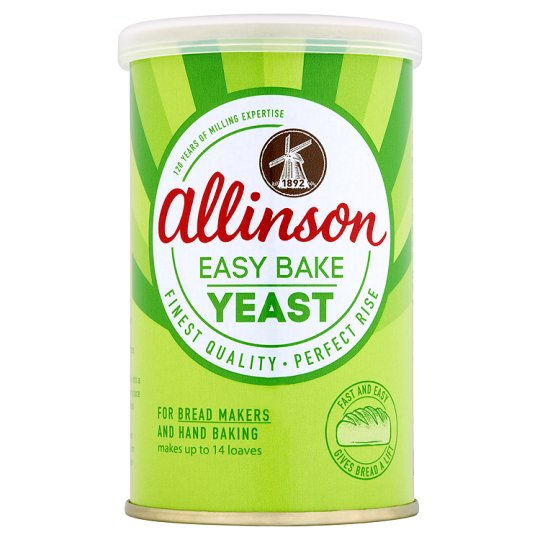 120 YEARS OF MILLING EXPERTISE
1892
allinson
EASY BAKE
YEAST
FINEST QUALITY • PERFECT RISE
FOR BREAD MAKERS
AND HAND BAKING
makes up to 14 loaves
FAST AND EASY
GIVES BREAD A LIFT